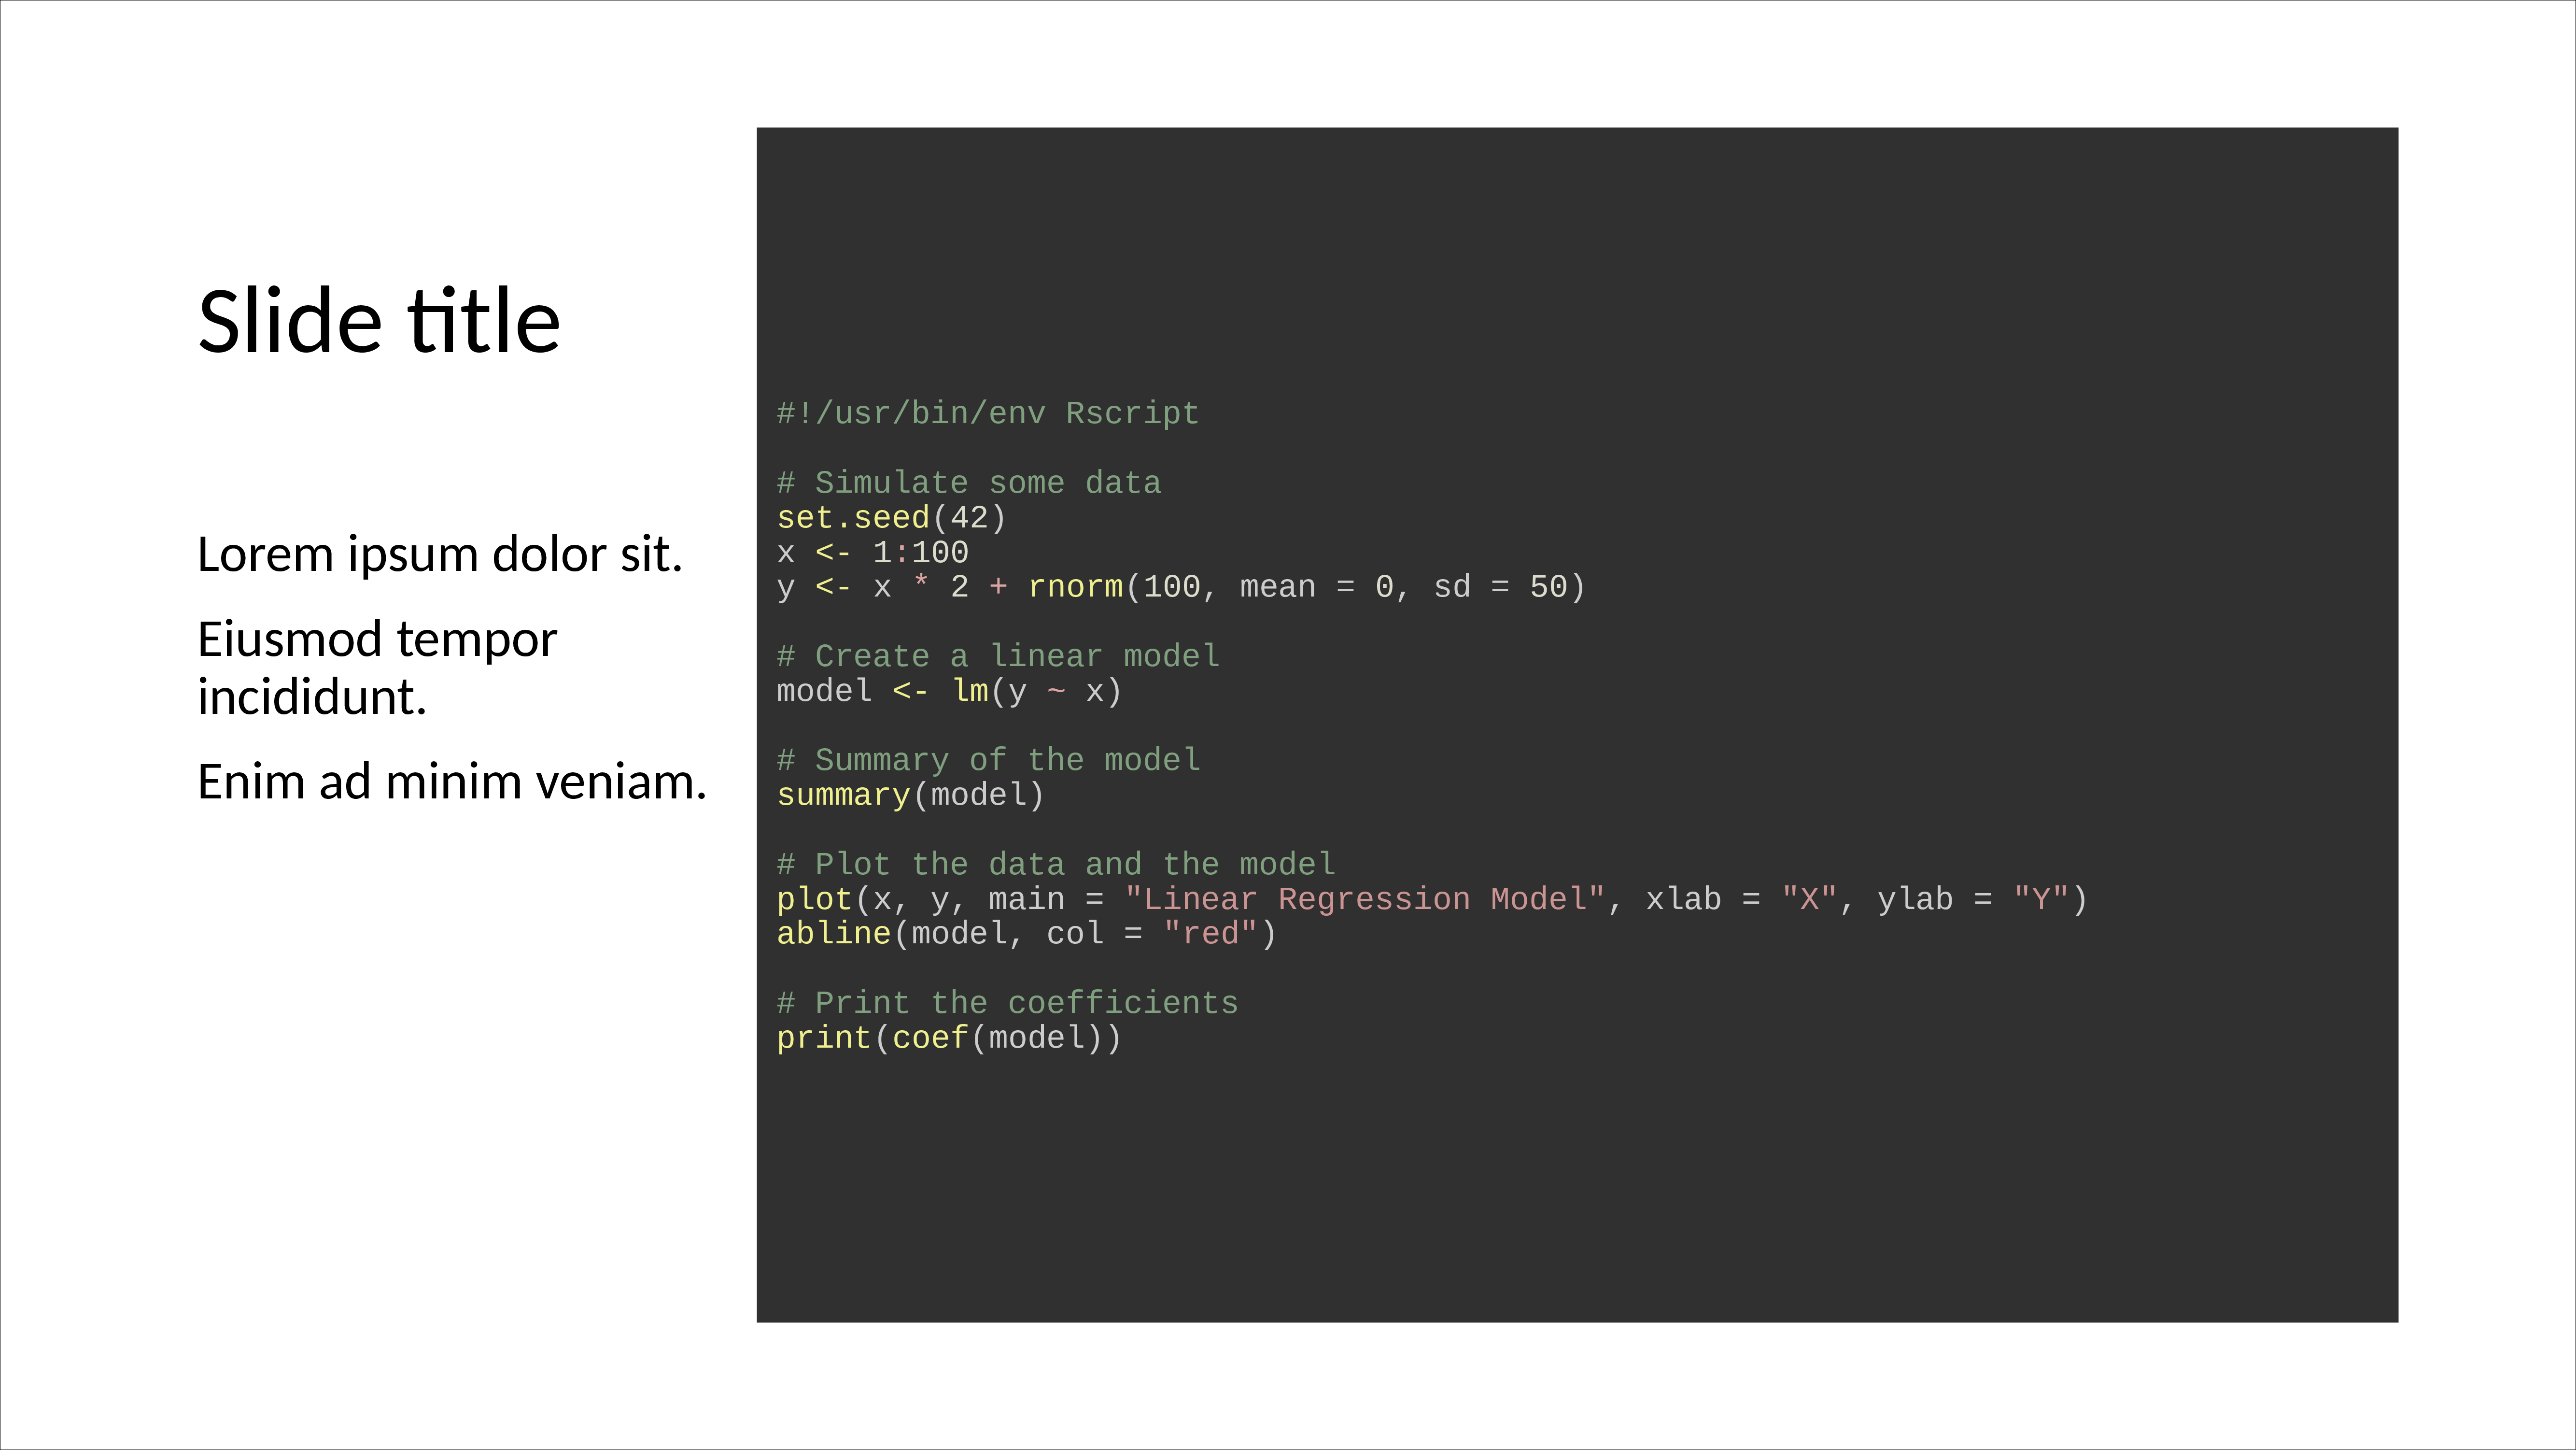 Slide title
Lorem ipsum dolor sit.
Eiusmod tempor
incididunt.
Enim ad minim veniam.
#!/usr/bin/env Rscript

# Simulate some data
set.seed(42)
x <- 1:100
y <- x * 2 + rnorm(100, mean = 0, sd = 50)

# Create a linear model
model <- lm(y ~ x)

# Summary of the model
summary(model)

# Plot the data and the model
plot(x, y, main = "Linear Regression Model", xlab = "X", ylab = "Y")
abline(model, col = "red")

# Print the coefficients
print(coef(model))